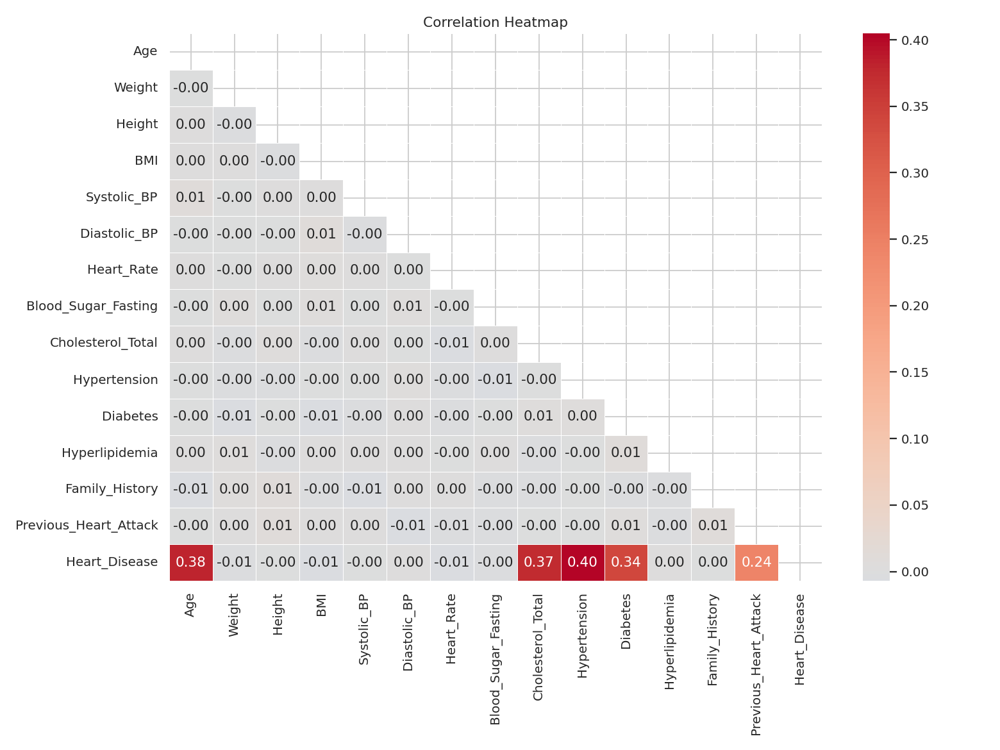 Correlation Heatmap
Age
Weight -0.00
Height 0.00 -0.00
BMI 0.00 0.00 -0.00
Systolic_BP 0.01 -0.00 0.00 0.00
Diastolic_BP -0.00 -0.00 -0.00 0.01 -0.00
Heart_Rate 0.00 -0.00 0.00 0.00 0.00 0.00
Blood_Sugar_Fasting -0.00 0.00 0.00 0.01 0.00 0.01 -0.00
Cholesterol_Total 0.00 -0.00 0.00 -0.00 0.00 0.00 -0.01 0.00
Hypertension -0.00 -0.00 -0.00 -0.00 0.00 0.00 -0.00 -0.01 -0.00
Diabetes -0.00 -0.01 -0.00 -0.01 -0.00 0.00 -0.00 -0.00 0.01 0.00
Hyperlipidemia 0.00 0.01 -0.00 0.00 0.00 0.00 -0.00 0.00 -0.00 -0.00 0.01
Family_History -0.01 0.00 0.01 -0.00 -0.01 0.00 0.00 -0.00 -0.00 -0.00 -0.00 -0.00
Previous_Heart_Attack -0.00 0.00 0.01 0.00 0.00 -0.01 -0.01 -0.00 -0.00 -0.00 0.01 -0.00 0.01
Heart_Disease 0.38 -0.01 -0.00 -0.01 -0.00 0.00 -0.01 -0.00 0.37 0.40 0.34 0.00 0.00 0.24
Age
Weight
Height
BMI
Systolic_BP
Diastolic_BP
Heart_Rate
Blood_Sugar_Fasting
Cholesterol_Total
Hypertension
Diabetes
Hyperlipidemia
Family_History
Previous_Heart_Attack
Heart_Disease
0.40
0.35
0.30
0.25
0.20
0.15
0.10
0.05
0.00